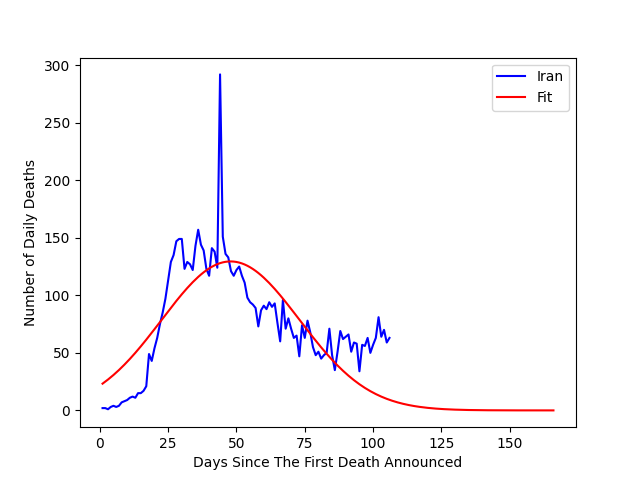 300
250
200
150
100
50
0
Number of Daily Deaths
Iran
Fit
0 25 50 75 100 125 150
Days Since The First Death Announced